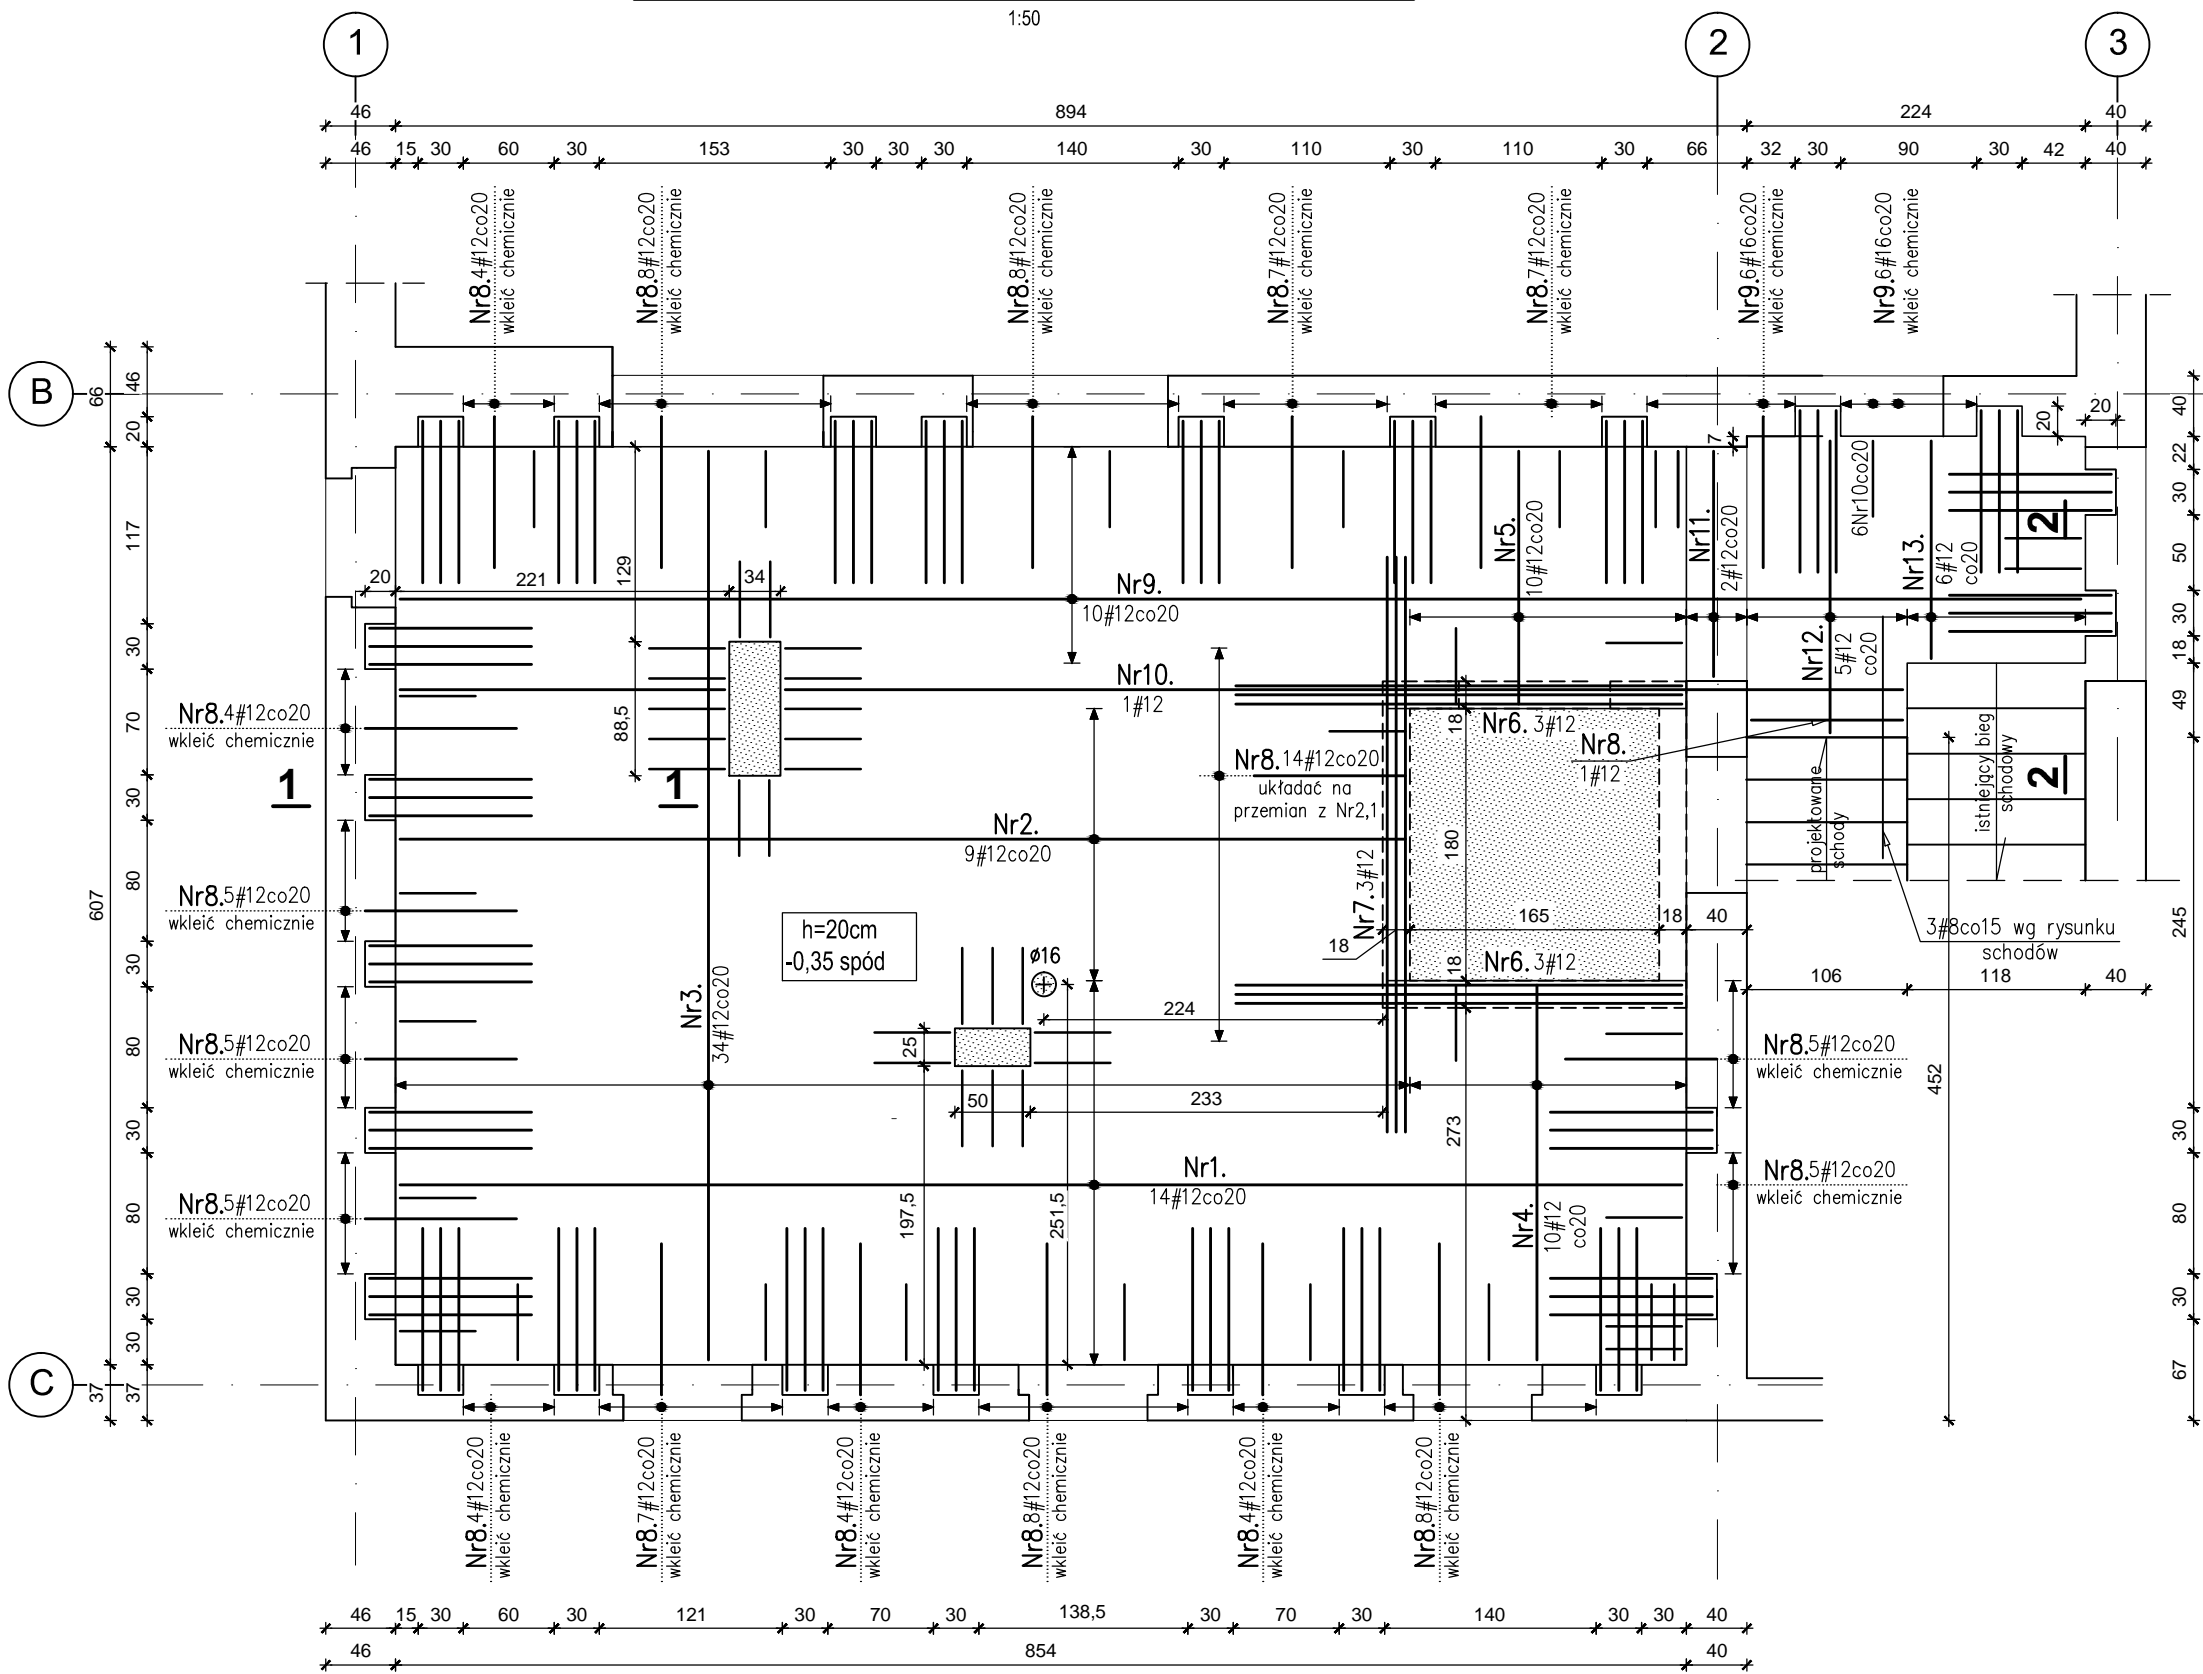 1:50
1
2
3
46
894
224
40
46
15
30
60
30
153
30
30
30
140
30
110
30
110
30
66
32
30
90
30
42
40
Nr8.4#12co20
wkleić chemicznie
Nr8.8#12co20
wkleić chemicznie
Nr8.8#12co20
wkleić chemicznie
Nr8.7#12co20
wkleić chemicznie
Nr8.7#12co20
wkleić chemicznie
Nr9.6#16co20
wkleić chemicznie
Nr9.6#16co20
wkleić chemicznie
B
66
46
20
117
30
70
30
80
30
80
30
80
30
30
37
607
37
C
40
20
20
7
22
30
50
30
18
49
245
30
80
30
67
452
20
221
34
129
88,5
Nr9.
10#12co20
Nr10.
1#12
Nr5.
10#12co20
Nr11.
2#12co20
6Nr10co20
Nr13.
6#12
co20
Nr12.
5#12
co20
2
2
Nr8.4#12co20
wkleić chemicznie
1
1
Nr6. 3#12
18
Nr8.
1#12
Nr8.14#12co20
układać na
przemian z Nr2,1
Nr2.
9#12co20
Nr7.3#12
180
165
18
40
18
18
Nr6. 3#12
projektowane
schody
istniejący bieg
schodowy
3#8co15 wg rysunku
schodów
106
118
40
Nr8.5#12co20
wkleić chemicznie
h=20cm
-0,35 spód
ø16
Nr3.
34#12co20
224
25
50
233
273
197,5
251,5
Nr8.5#12co20
wkleić chemicznie
Nr8.5#12co20
wkleić chemicznie
Nr1.
14#12co20
Nr4.
10#12
co20
Nr8.5#12co20
wkleić chemicznie
Nr8.5#12co20
wkleić chemicznie
Nr8.4#12co20
wkleić chemicznie
Nr8.7#12co20
wkleić chemicznie
Nr8.4#12co20
wkleić chemicznie
Nr8.8#12co20
wkleić chemicznie
Nr8.4#12co20
wkleić chemicznie
Nr8.8#12co20
wkleić chemicznie
46
15
30
60
30
121
30
70
30
138,5
30
70
30
140
30
30
40
46
854
40